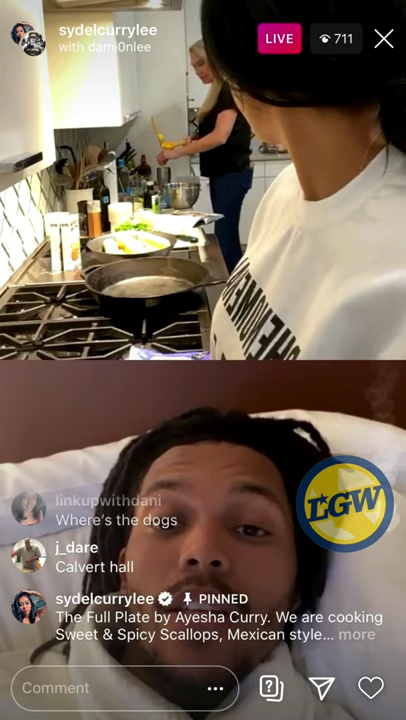 sydelcurrylee
with dami0nlee
LIVE
711
LGW
linkupwithdani
Where's the dogs
j_dare
Calvert hall
sydelcurrylee PINNED
The Full Plate by Ayesha Curry. We are cooking
Sweet & Spicy Scallops, Mexican style... more
Comment